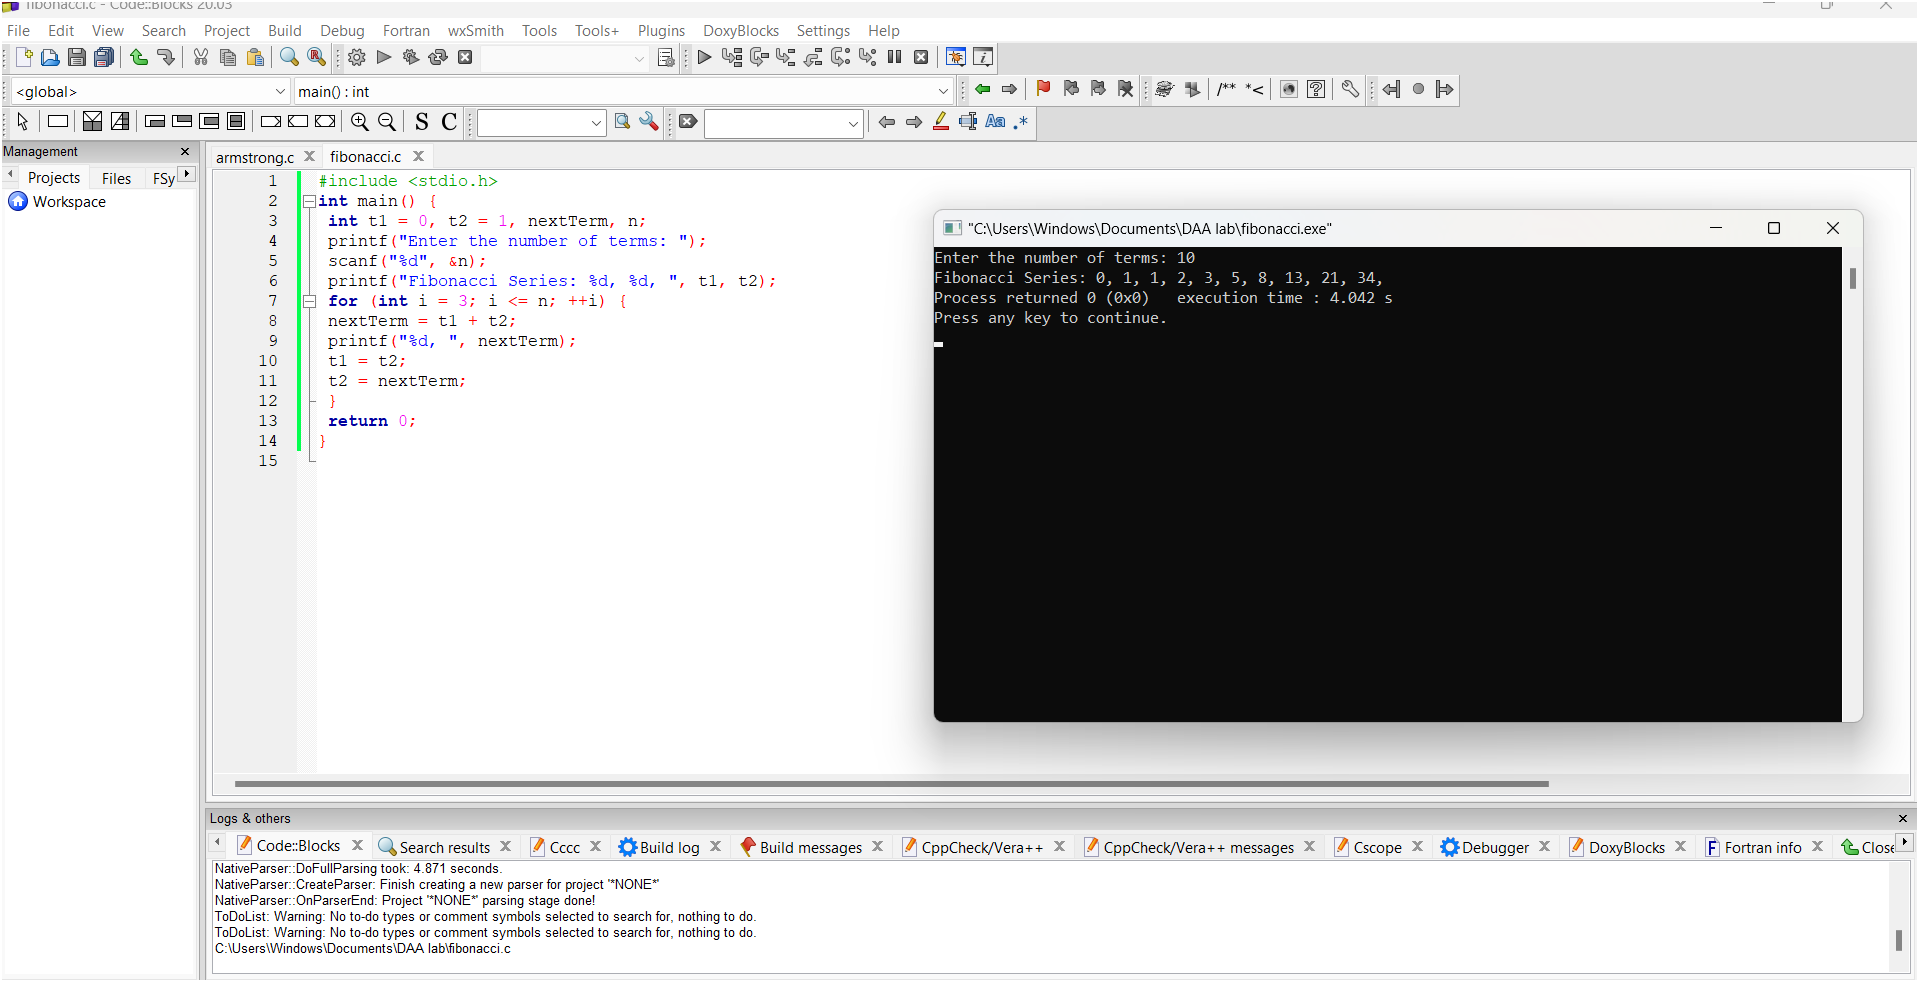 fibonacci.c - Code::Blocks 20.03
File Edit View Search Project Build Debug Fortran wxSmith Tools Tools+ Plugins DoxyBlocks Settings Help
<global> main() : int
/** *<
S C Aa .*
Management
Projects Files FSy
Workspace
armstrong.c fibonacci.c
1 #include <stdio.h>
2 int main() {
3 int t1 = 0, t2 = 1, nextTerm, n;
4 printf("Enter the number of terms: ");
5 scanf("%d", &n);
6 printf("Fibonacci Series: %d, %d, ", t1, t2);
7 for (int i = 3; i <= n; ++i) {
8 nextTerm = t1 + t2;
9 printf("%d, ", nextTerm);
10 t1 = t2;
11 t2 = nextTerm;
12 }
13 return 0;
14 }
15
"C:\Users\Windows\Documents\DAA lab\fibonacci.exe"
Enter the number of terms: 10
Fibonacci Series: 0, 1, 1, 2, 3, 5, 8, 13, 21, 34,
Process returned 0 (0x0) execution time : 4.042 s
Press any key to continue.
Logs & others
Code::Blocks Search results Cccc Build log Build messages CppCheck/Vera++ CppCheck/Vera++ messages Cscope Debugger DoxyBlocks Fortran info Close
NativeParser::DoFullParsing took: 4.871 seconds.
NativeParser::CreateParser: Finish creating a new parser for project '*NONE*'
NativeParser::OnParserEnd: Project '*NONE*' parsing stage done!
ToDoList: Warning: No to-do types or comment symbols selected to search for, nothing to do.
ToDoList: Warning: No to-do types or comment symbols selected to search for, nothing to do.
C:\Users\Windows\Documents\DAA lab\fibonacci.c